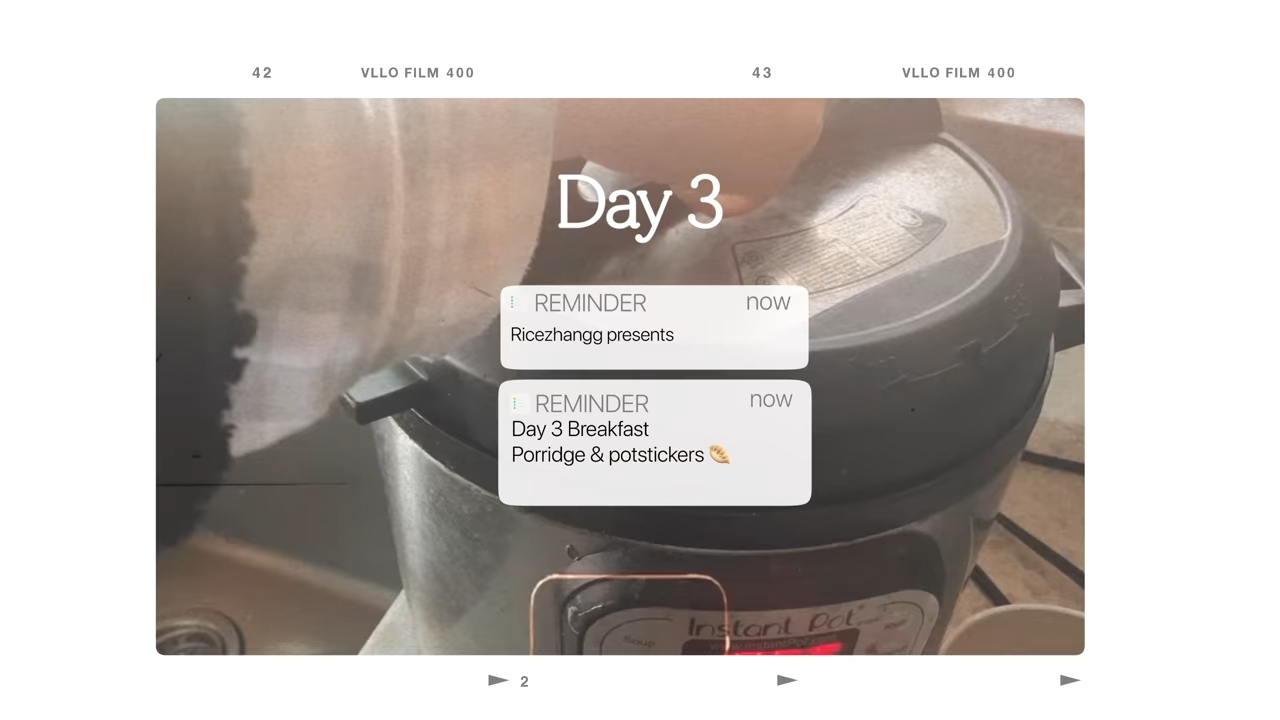 42 VLLO FILM 400 43 VLLO FILM 400
Day 3
REMINDER now
Ricezhangg presents
REMINDER now
Day 3 Breakfast
Porridge & potstickers 🥟
Instant Pot
Soup
2